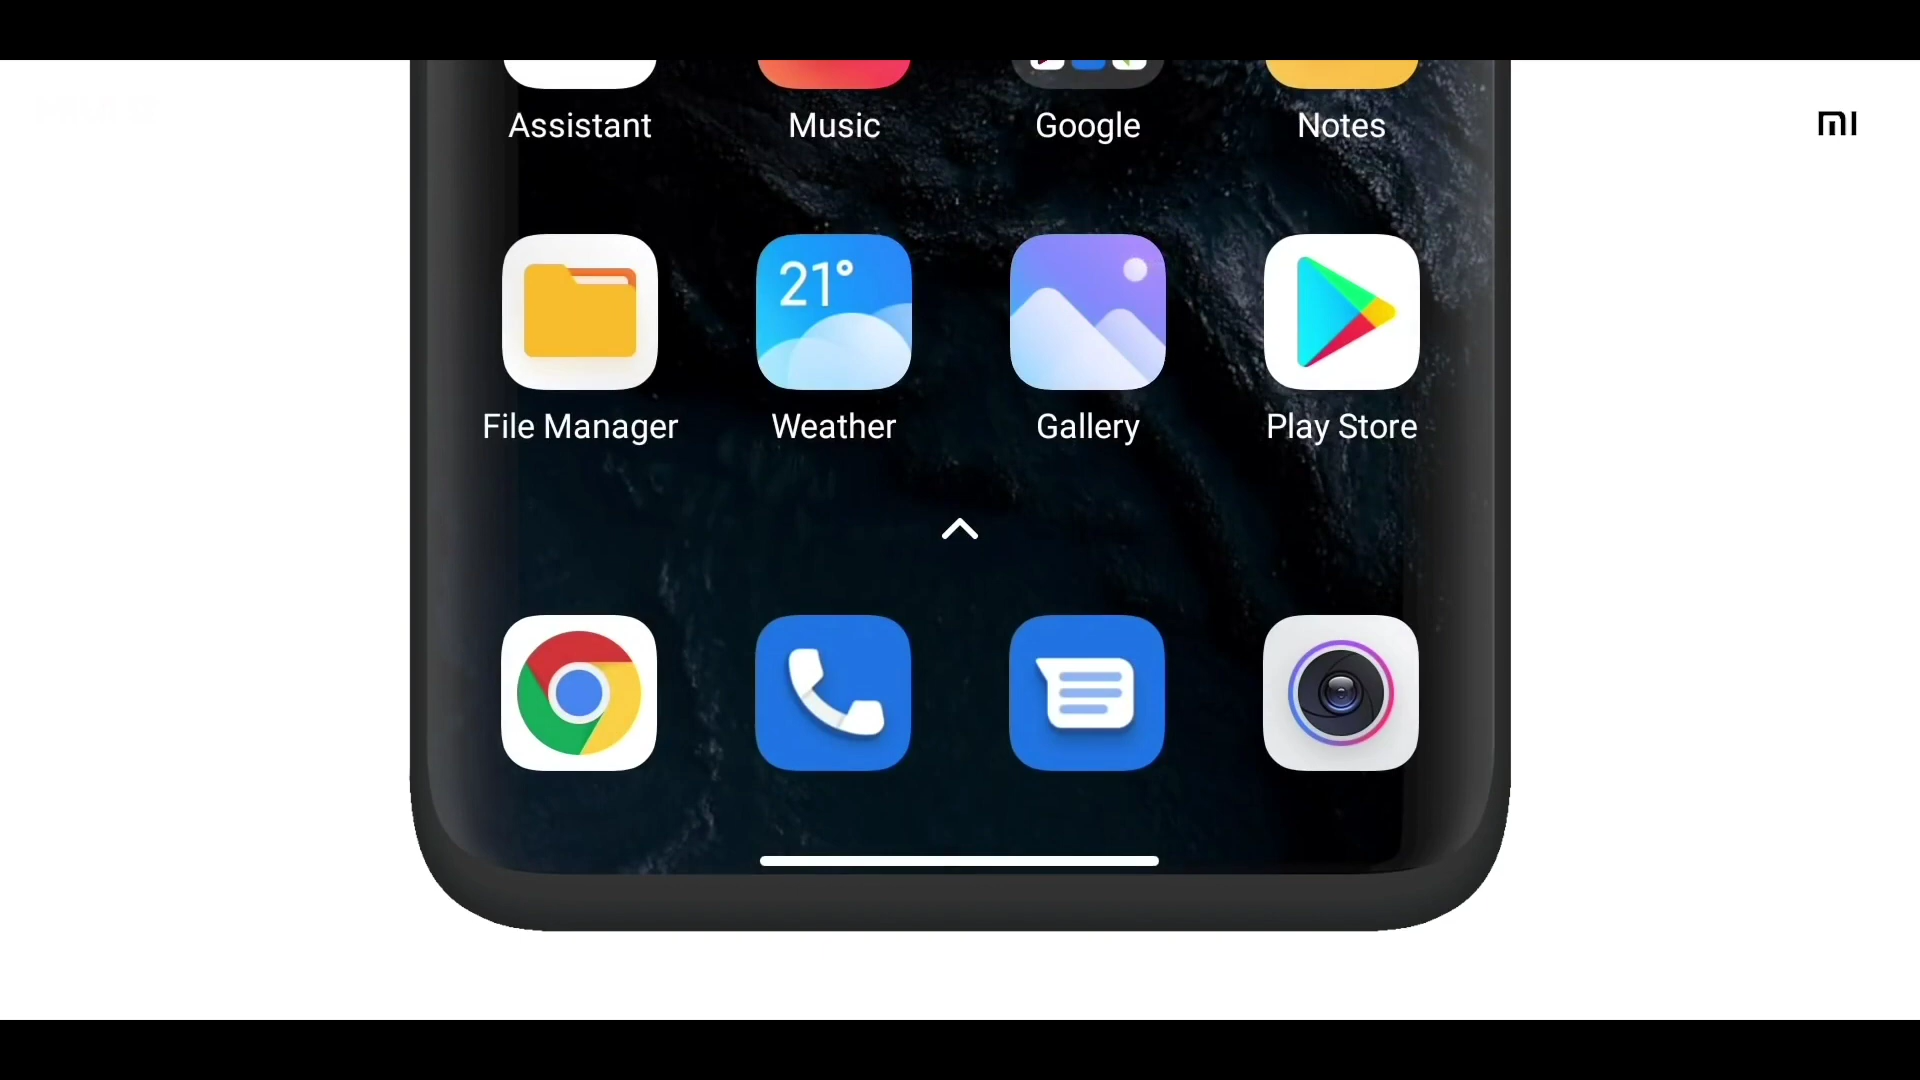 Assistant
Music
Google
Notes
MI
21°
File Manager
Weather
Gallery
Play Store